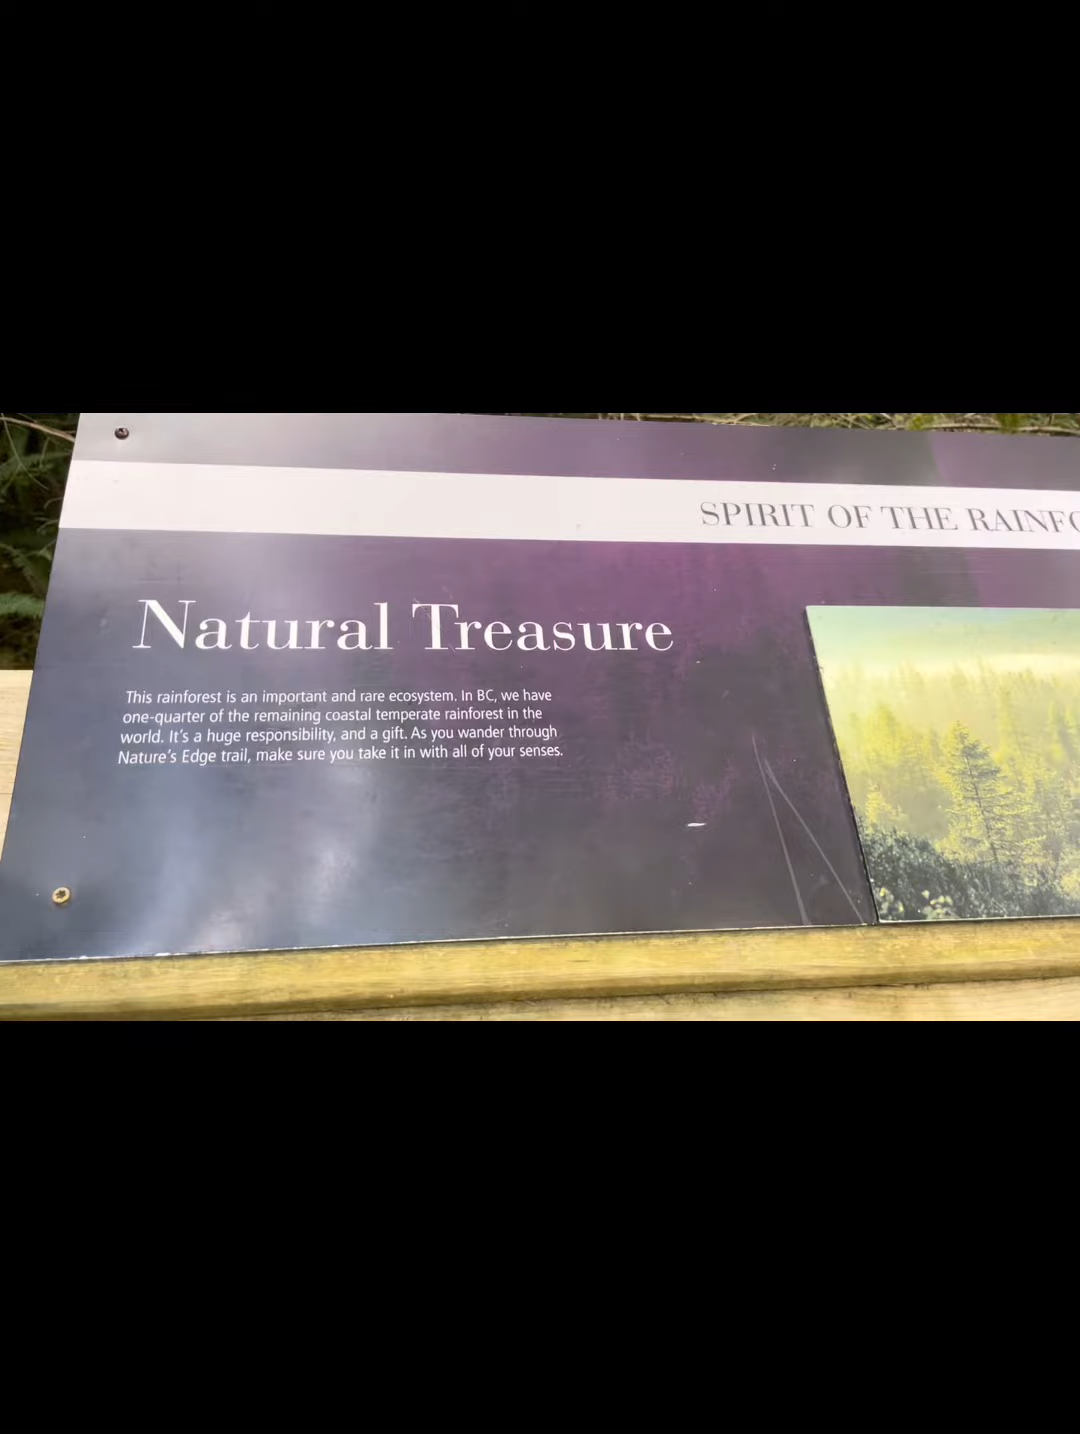 SPIRIT OF THE
Natural Treasure
This rainforest is an important and rare ecosystem. In BC, we have
one-quarter of the remaining coastal temperate rainforest in the
world. It's a huge responsibility, and a gift. As you wander through
Nature's Edge trail, make sure you take it in with all of your senses.